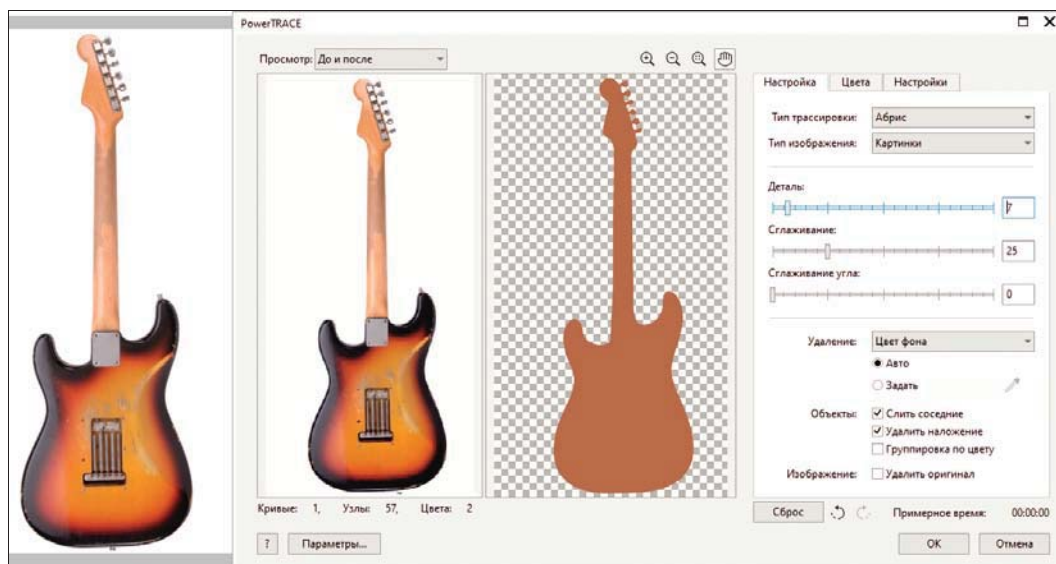 PowerTRACE
Просмотр: До и после
Настройка Цвета Настройки
Тип трассировки: Абрис
Тип изображения: Картинки
Деталь:
7
Сглаживание:
25
Сглаживание угла:
0
Удаление: Цвет фона
Авто
Задать
Объекты: Слить соседние
Удалить наложение
Группировка по цвету
Изображение: Удалить оригинал
Кривые: 1, Узлы: 57, Цвета: 2
Сброс Примерное время: 00:00:00
? Параметры... OK Отмена